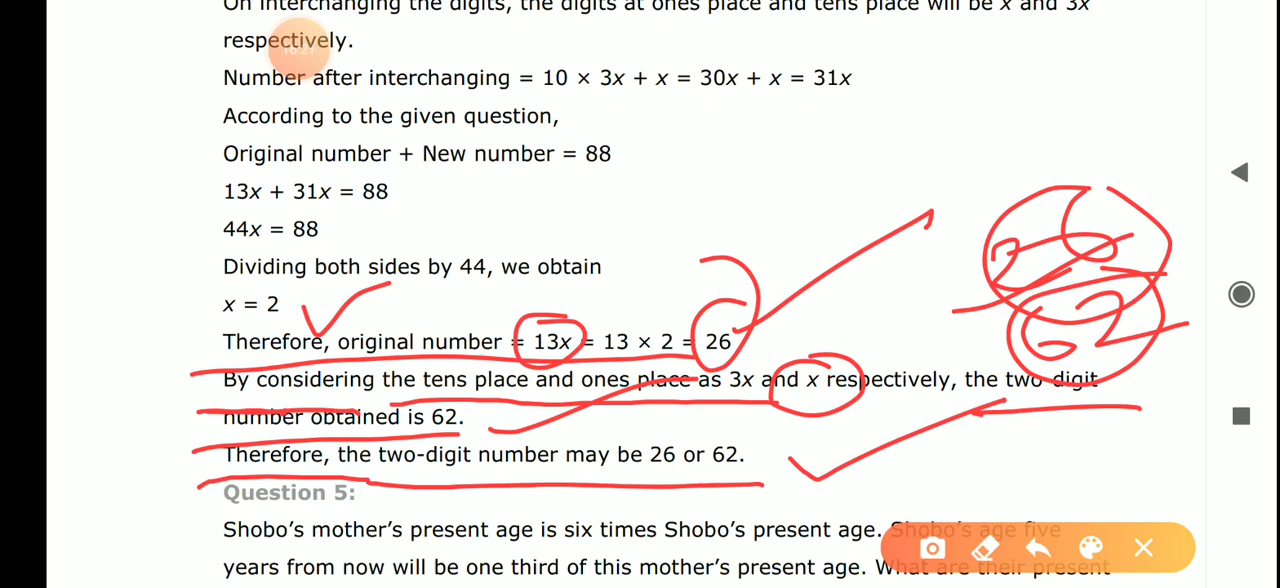 On interchanging the digits, the digits at ones place and tens place will be x and 3x
respectively.
Number after interchanging = 10 × 3x + x = 30x + x = 31x
According to the given question,
Original number + New number = 88
13x + 31x = 88
44x = 88
Dividing both sides by 44, we obtain
x = 2
26
62
Therefore, original number = 13x = 13 × 2 = 26
By considering the tens place and ones place as 3x and x respectively, the two-digit
number obtained is 62.
Therefore, the two-digit number may be 26 or 62.
Question 5:
Shobo's mother's present age is six times Shobo's present age. Shobo's age five
years from now will be one third of this mother's present age. What are their present